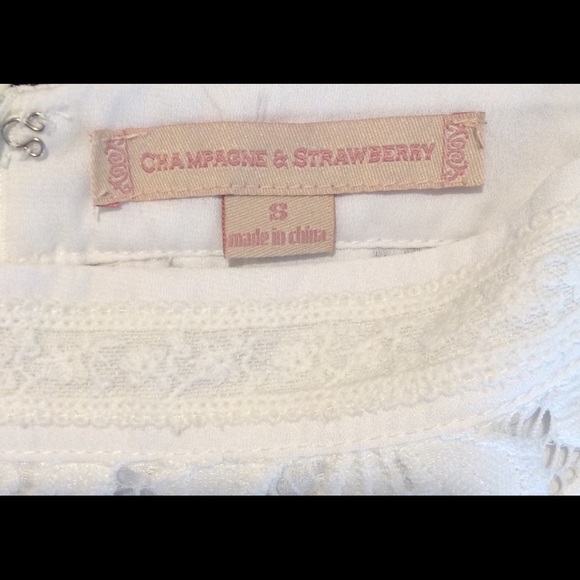 CHAMPAGNE & STRAWBERRY
S
made in china